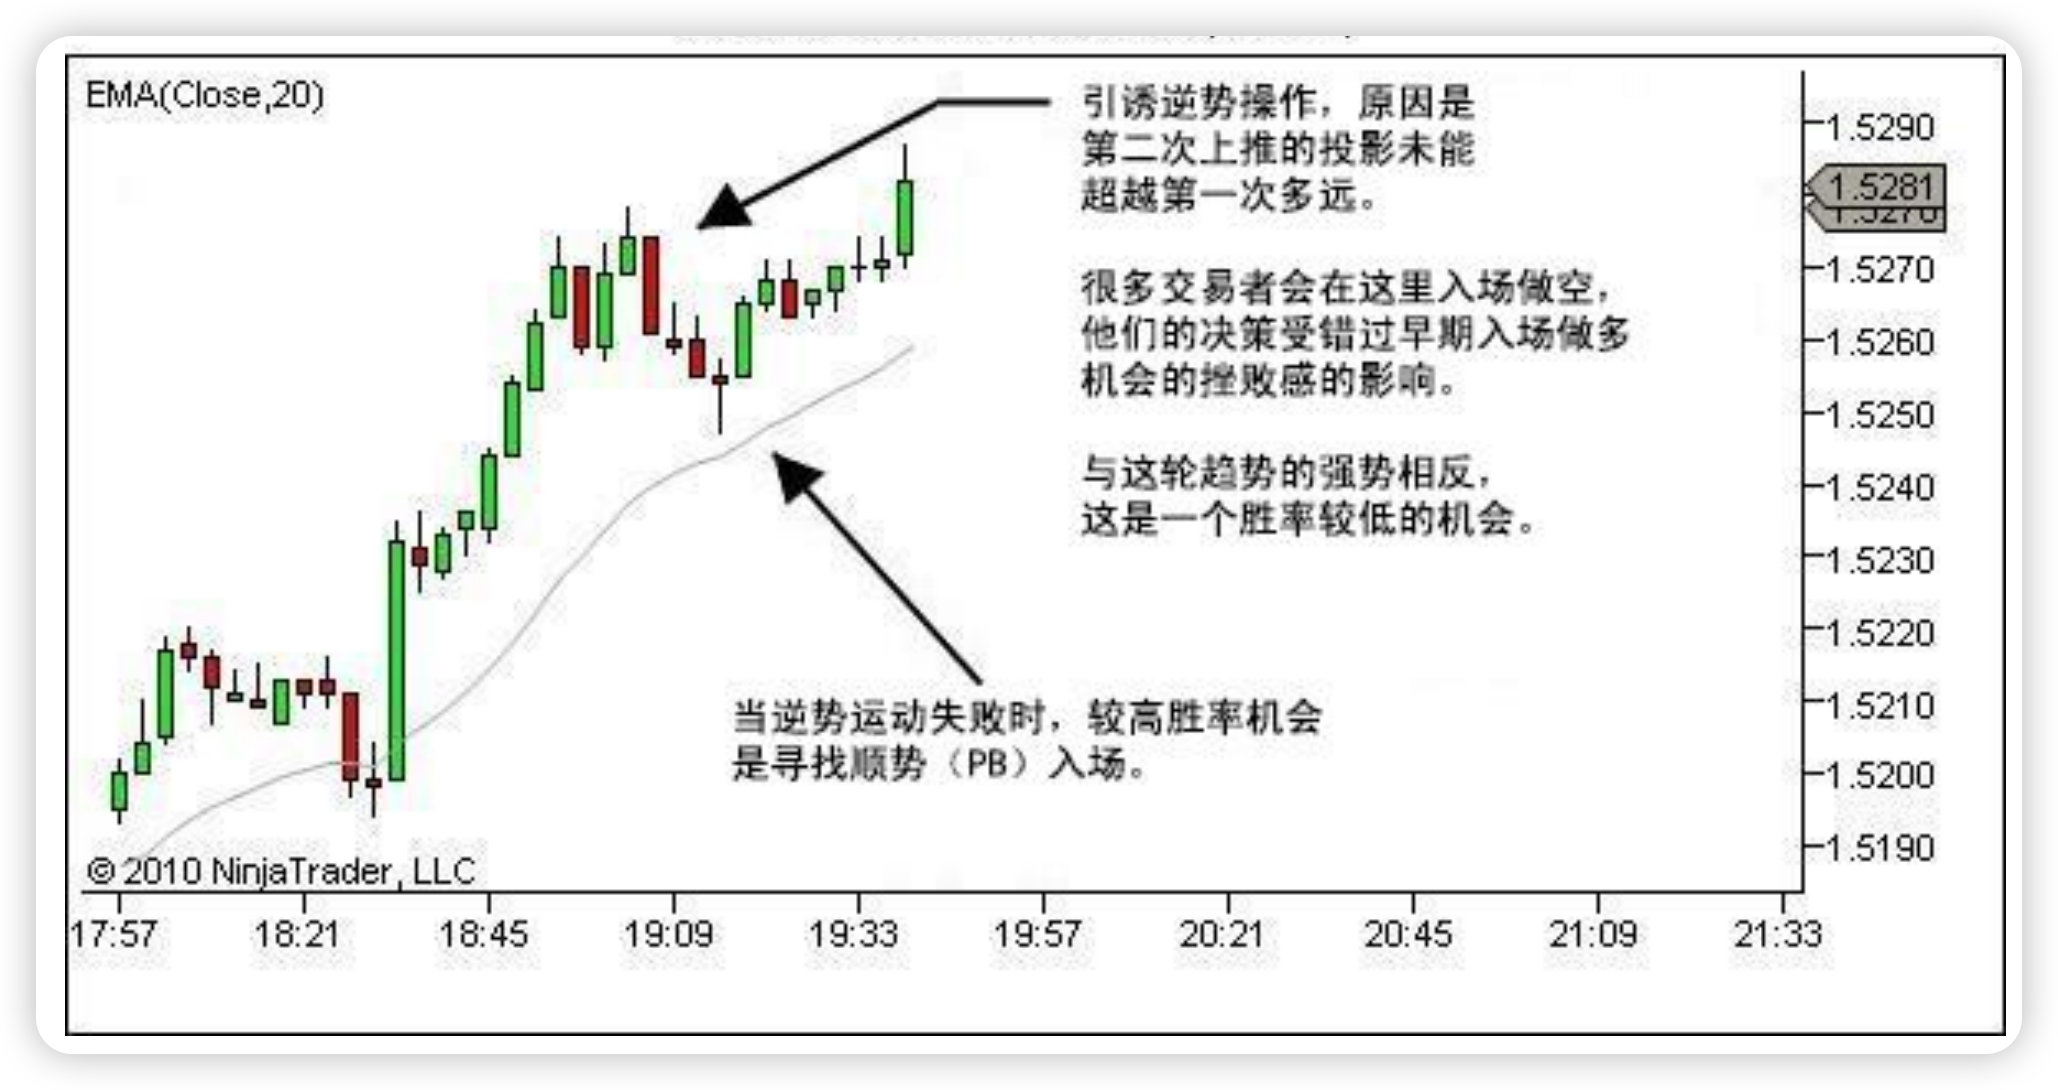 EMA(Close,20)
引诱逆势操作，原因是
第二次上推的投影未能
超越第一次多远。
很多交易者会在这里入场做空，
他们的决策受错过早期入场做多
机会的挫败感的影响。
与这轮趋势的强势相反，
这是一个胜率较低的机会。
当逆势运动失败时，较高胜率机会
是寻找顺势（PB）入场。
1.5290
1.5281
1.5270
1.5260
1.5250
1.5240
1.5230
1.5220
1.5210
1.5200
1.5190
© 2010 NinjaTrader, LLC
17:57 18:21 18:45 19:09 19:33 19:57 20:21 20:45 21:09 21:33